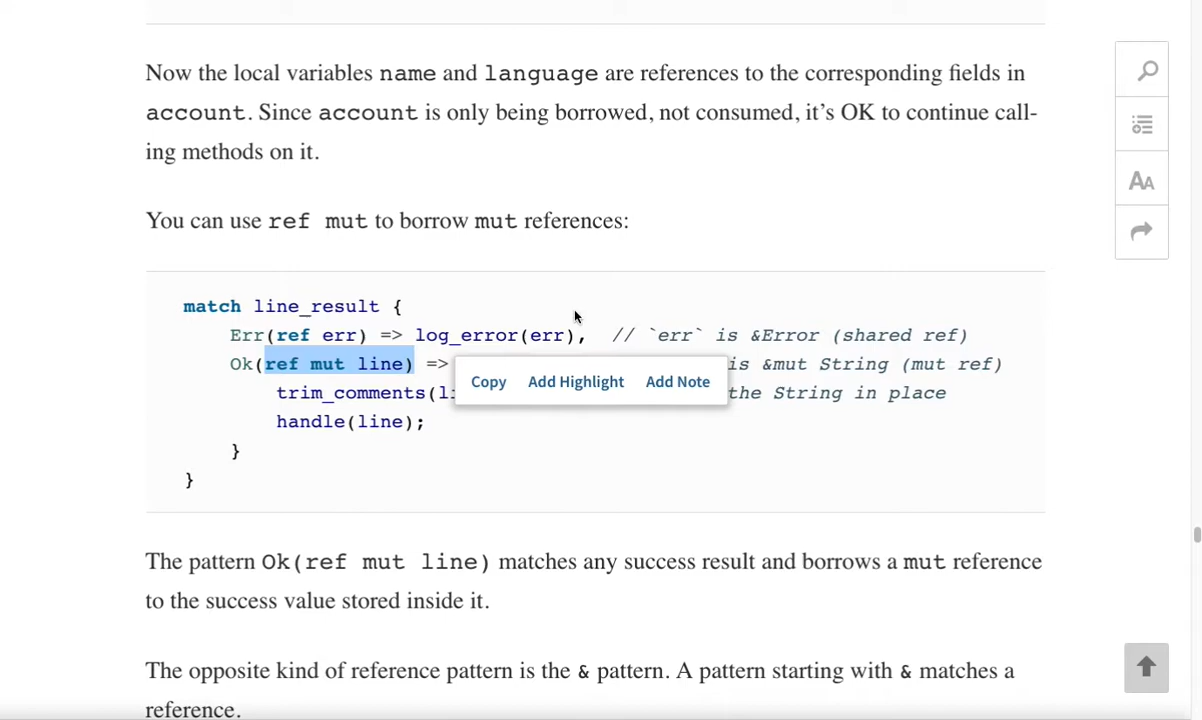 Now the local variables name and language are references to the corresponding fields in
account. Since account is only being borrowed, not consumed, it’s OK to continue call-
ing methods on it.
You can use ref mut to borrow mut references:
match line_result {
Err(ref err) => log_error(err), // `err` is &Error (shared ref)
Ok(ref mut line) => is &mut String (mut ref)
Copy Add Highlight Add Note
trim_comments(li the String in place
handle(line);
}
}
The pattern Ok(ref mut line) matches any success result and borrows a mut reference
to the success value stored inside it.
The opposite kind of reference pattern is the & pattern. A pattern starting with & matches a
reference.
AA